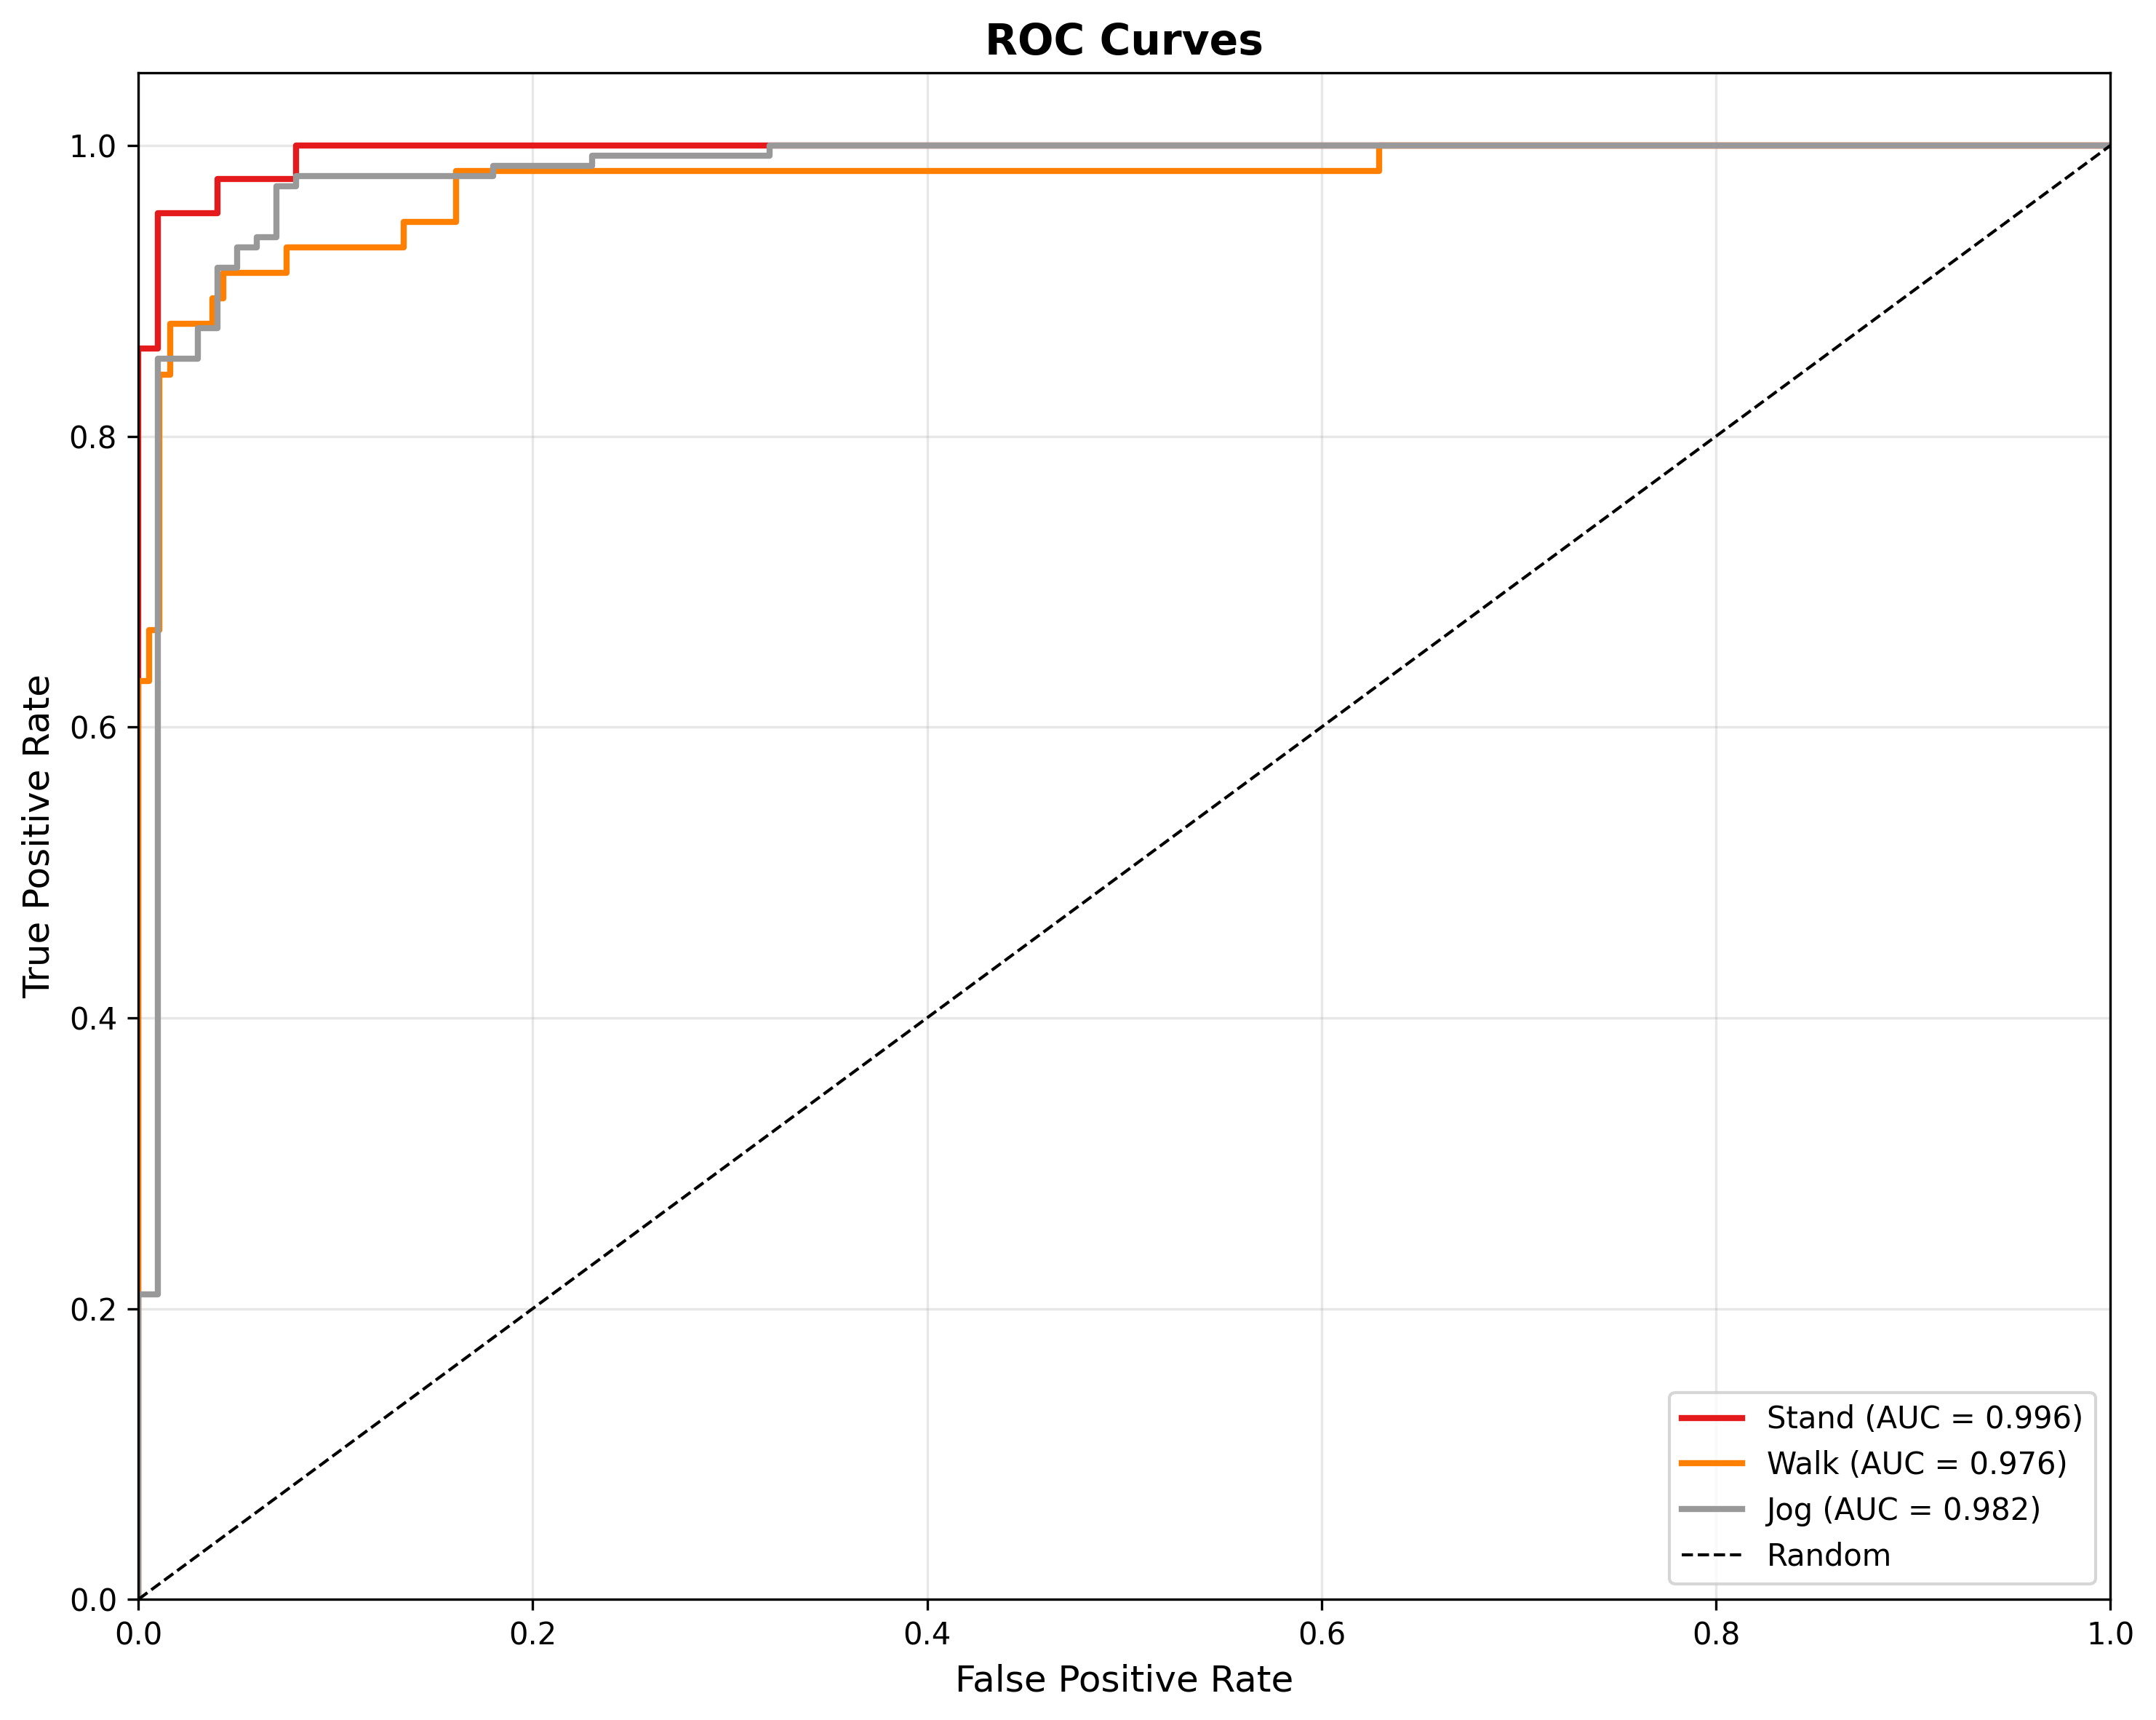 ROC Curves
1.0
0.8
0.6
0.4
0.2
0.0
True Positive Rate
0.0 0.2 0.4 0.6 0.8 1.0
False Positive Rate
Stand (AUC = 0.996)
Walk (AUC = 0.976)
Jog (AUC = 0.982)
Random